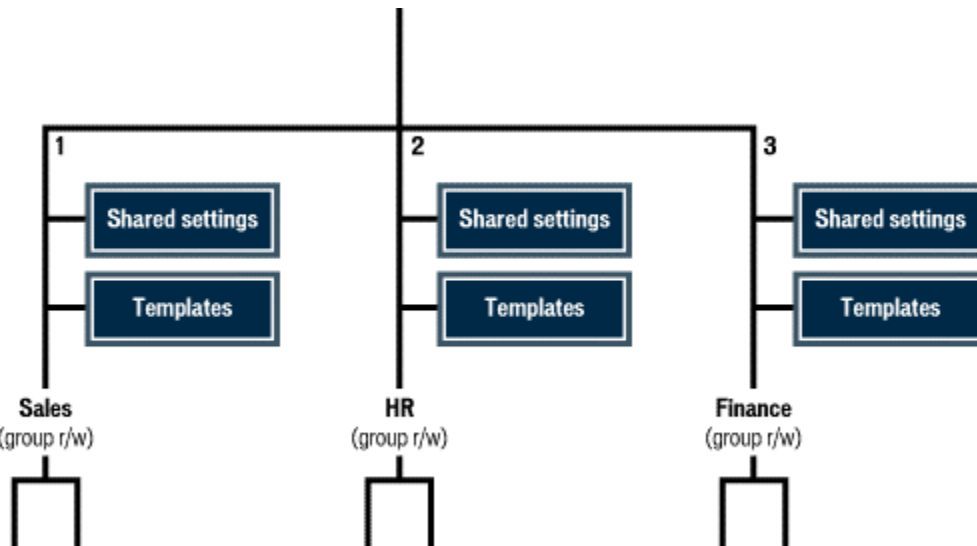 1
2
3
Shared settings
Shared settings
Shared settings
Templates
Templates
Templates
Sales
HR
Finance
(group r/w)
(group r/w)
(group r/w)